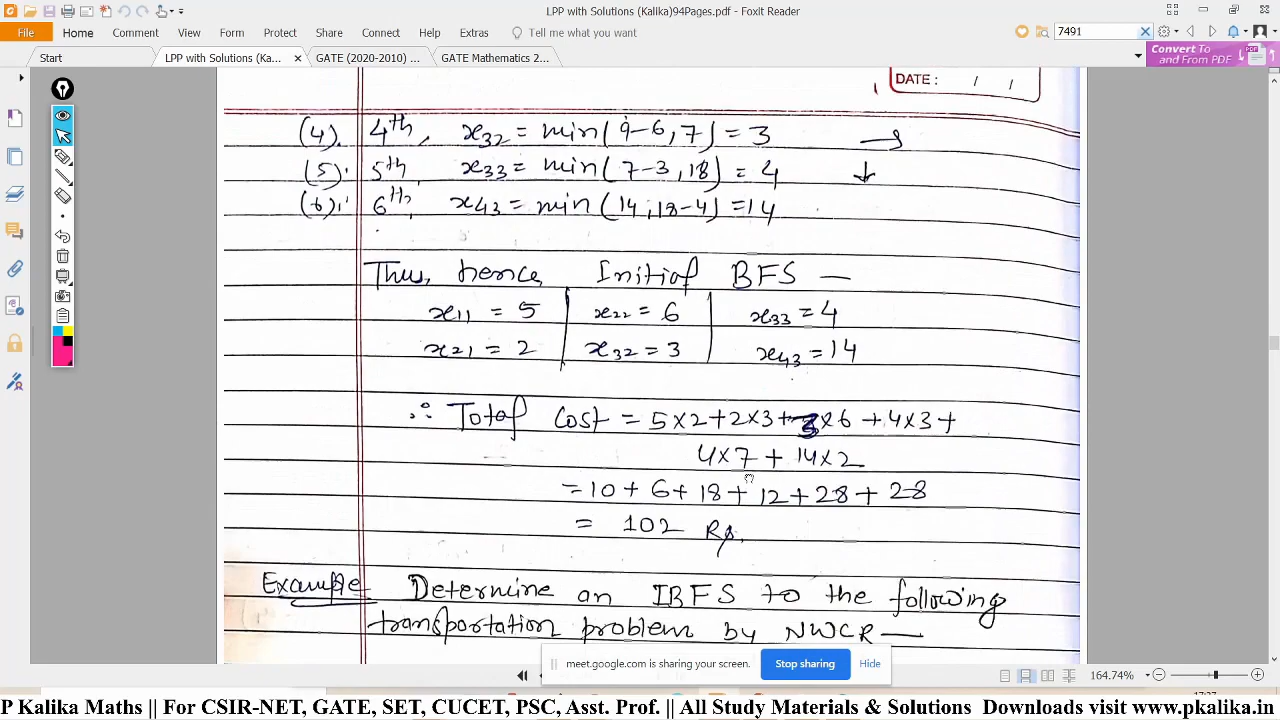 LPP with Solutions (Kalika)94Pages.pdf - Foxit Reader
File Home Comment View Form Protect Share Connect Help Extras Tell me what you want to do 7491
Start LPP with Solutions (Ka... × GATE (2020-2010) ... GATE Mathematics 2... Convert To and From PDF
DATE : / /
(4). 4th, x32 = min(9-6, 7) = 3 →
(5). 5th, x33 = min(7-3, 18) = 4 ↓
(6). 6th, x43 = min(14, 18-4) = 14
Thus, hence Initial BFS —
x11 = 5 | x22 = 6 | x33 = 4
x21 = 2 | x32 = 3 | x43 = 14
∴ Total Cost = 5×2+2×3+3×6+4×3+
4×7 + 14×2
= 10 + 6 + 18 + 12 + 28 + 28
= 102 Rs.
Example Determine an IBFS to the following
transportation problem by NWCR —
meet.google.com is sharing your screen. Stop sharing Hide
164.74%
P Kalika Maths || For CSIR-NET, GATE, SET, CUCET, PSC, Asst. Prof. || All Study Materials & Solutions Downloads visit www.pkalika.in